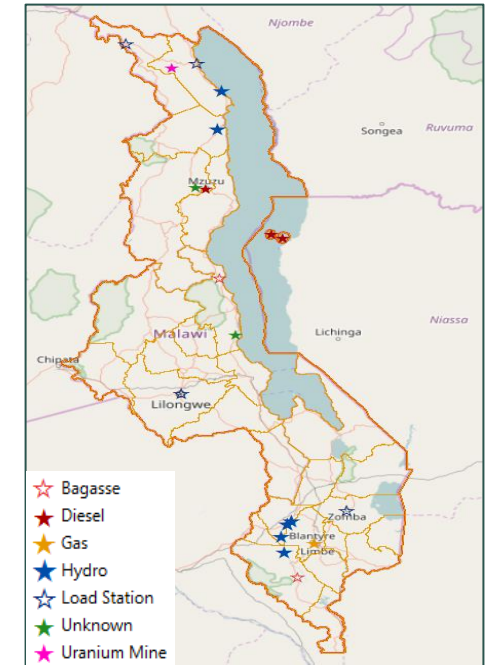 Njombe
Songea
Ruvuma
Mzuzu
Malawi
Lichinga
Niassa
Chipata
Lilongwe
Zomba
Blantyre
Limbe
Bagasse
Diesel
Gas
Hydro
Load Station
Unknown
Uranium Mine